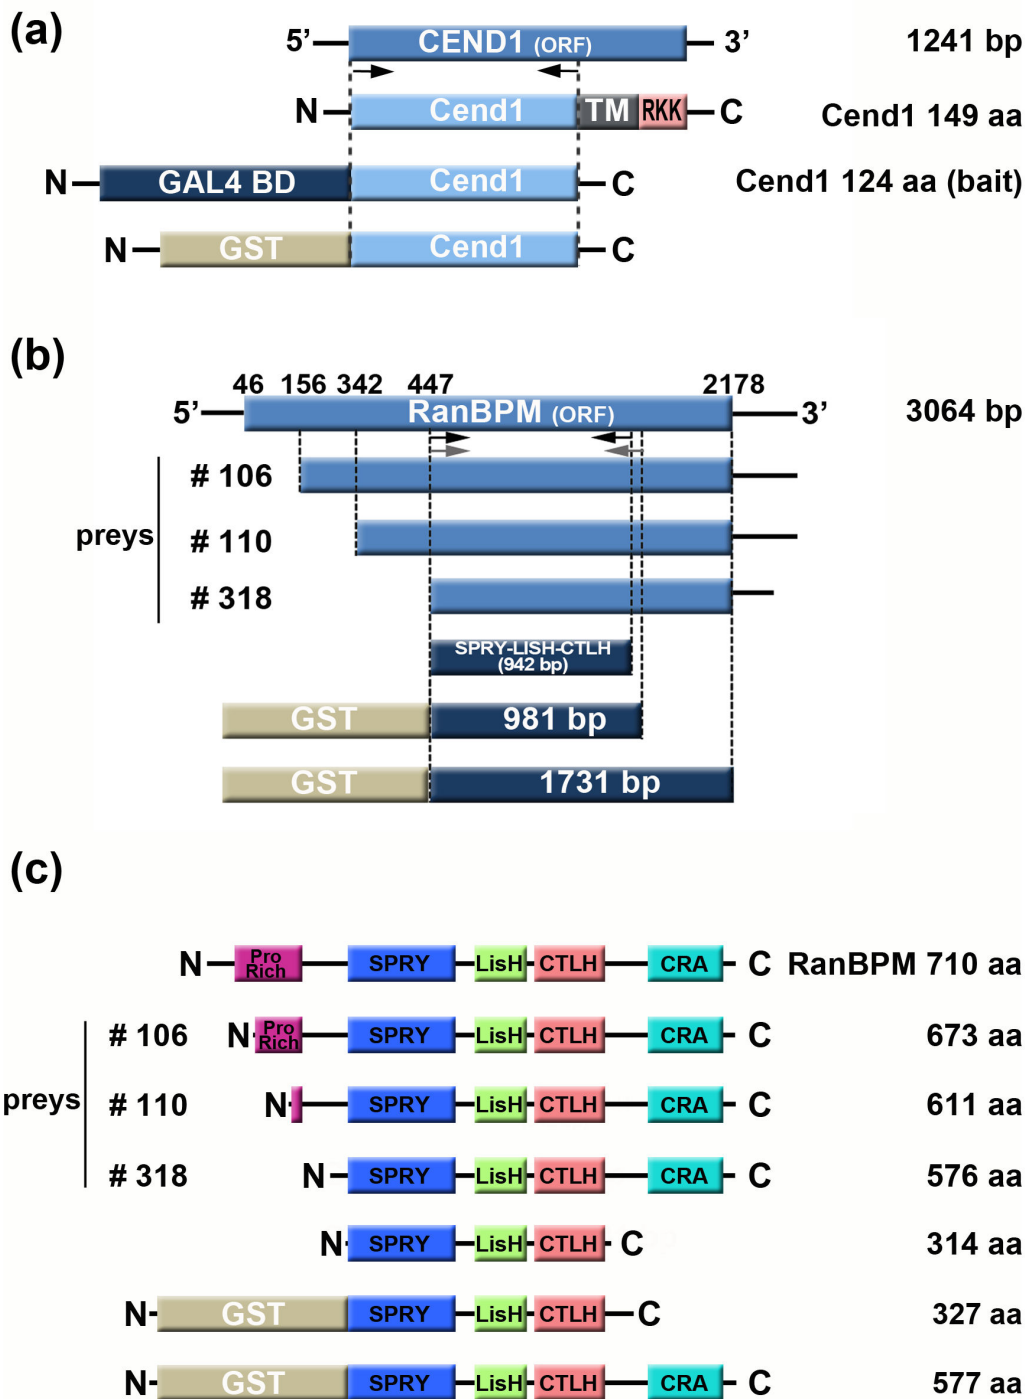 (a)
5’ CEND1 (ORF) 3’ 1241 bp
N Cend1 TM RKK C Cend1 149 aa
N GAL4 BD Cend1 C Cend1 124 aa (bait)
N GST Cend1 C
(b)
46 156 342 447 2178
5’ RanBPM (ORF) 3’ 3064 bp
# 106
preys # 110
# 318
SPRY-LISH-CTLH
(942 bp)
GST 981 bp
GST 1731 bp
(c)
N Pro Rich SPRY LisH CTLH CRA C RanBPM 710 aa
# 106 N Pro Rich SPRY LisH CTLH CRA C 673 aa
preys # 110 N SPRY LisH CTLH CRA C 611 aa
# 318 N SPRY LisH CTLH CRA C 576 aa
N SPRY LisH CTLH C 314 aa
N GST SPRY LisH CTLH C 327 aa
N GST SPRY LisH CTLH CRA C 577 aa